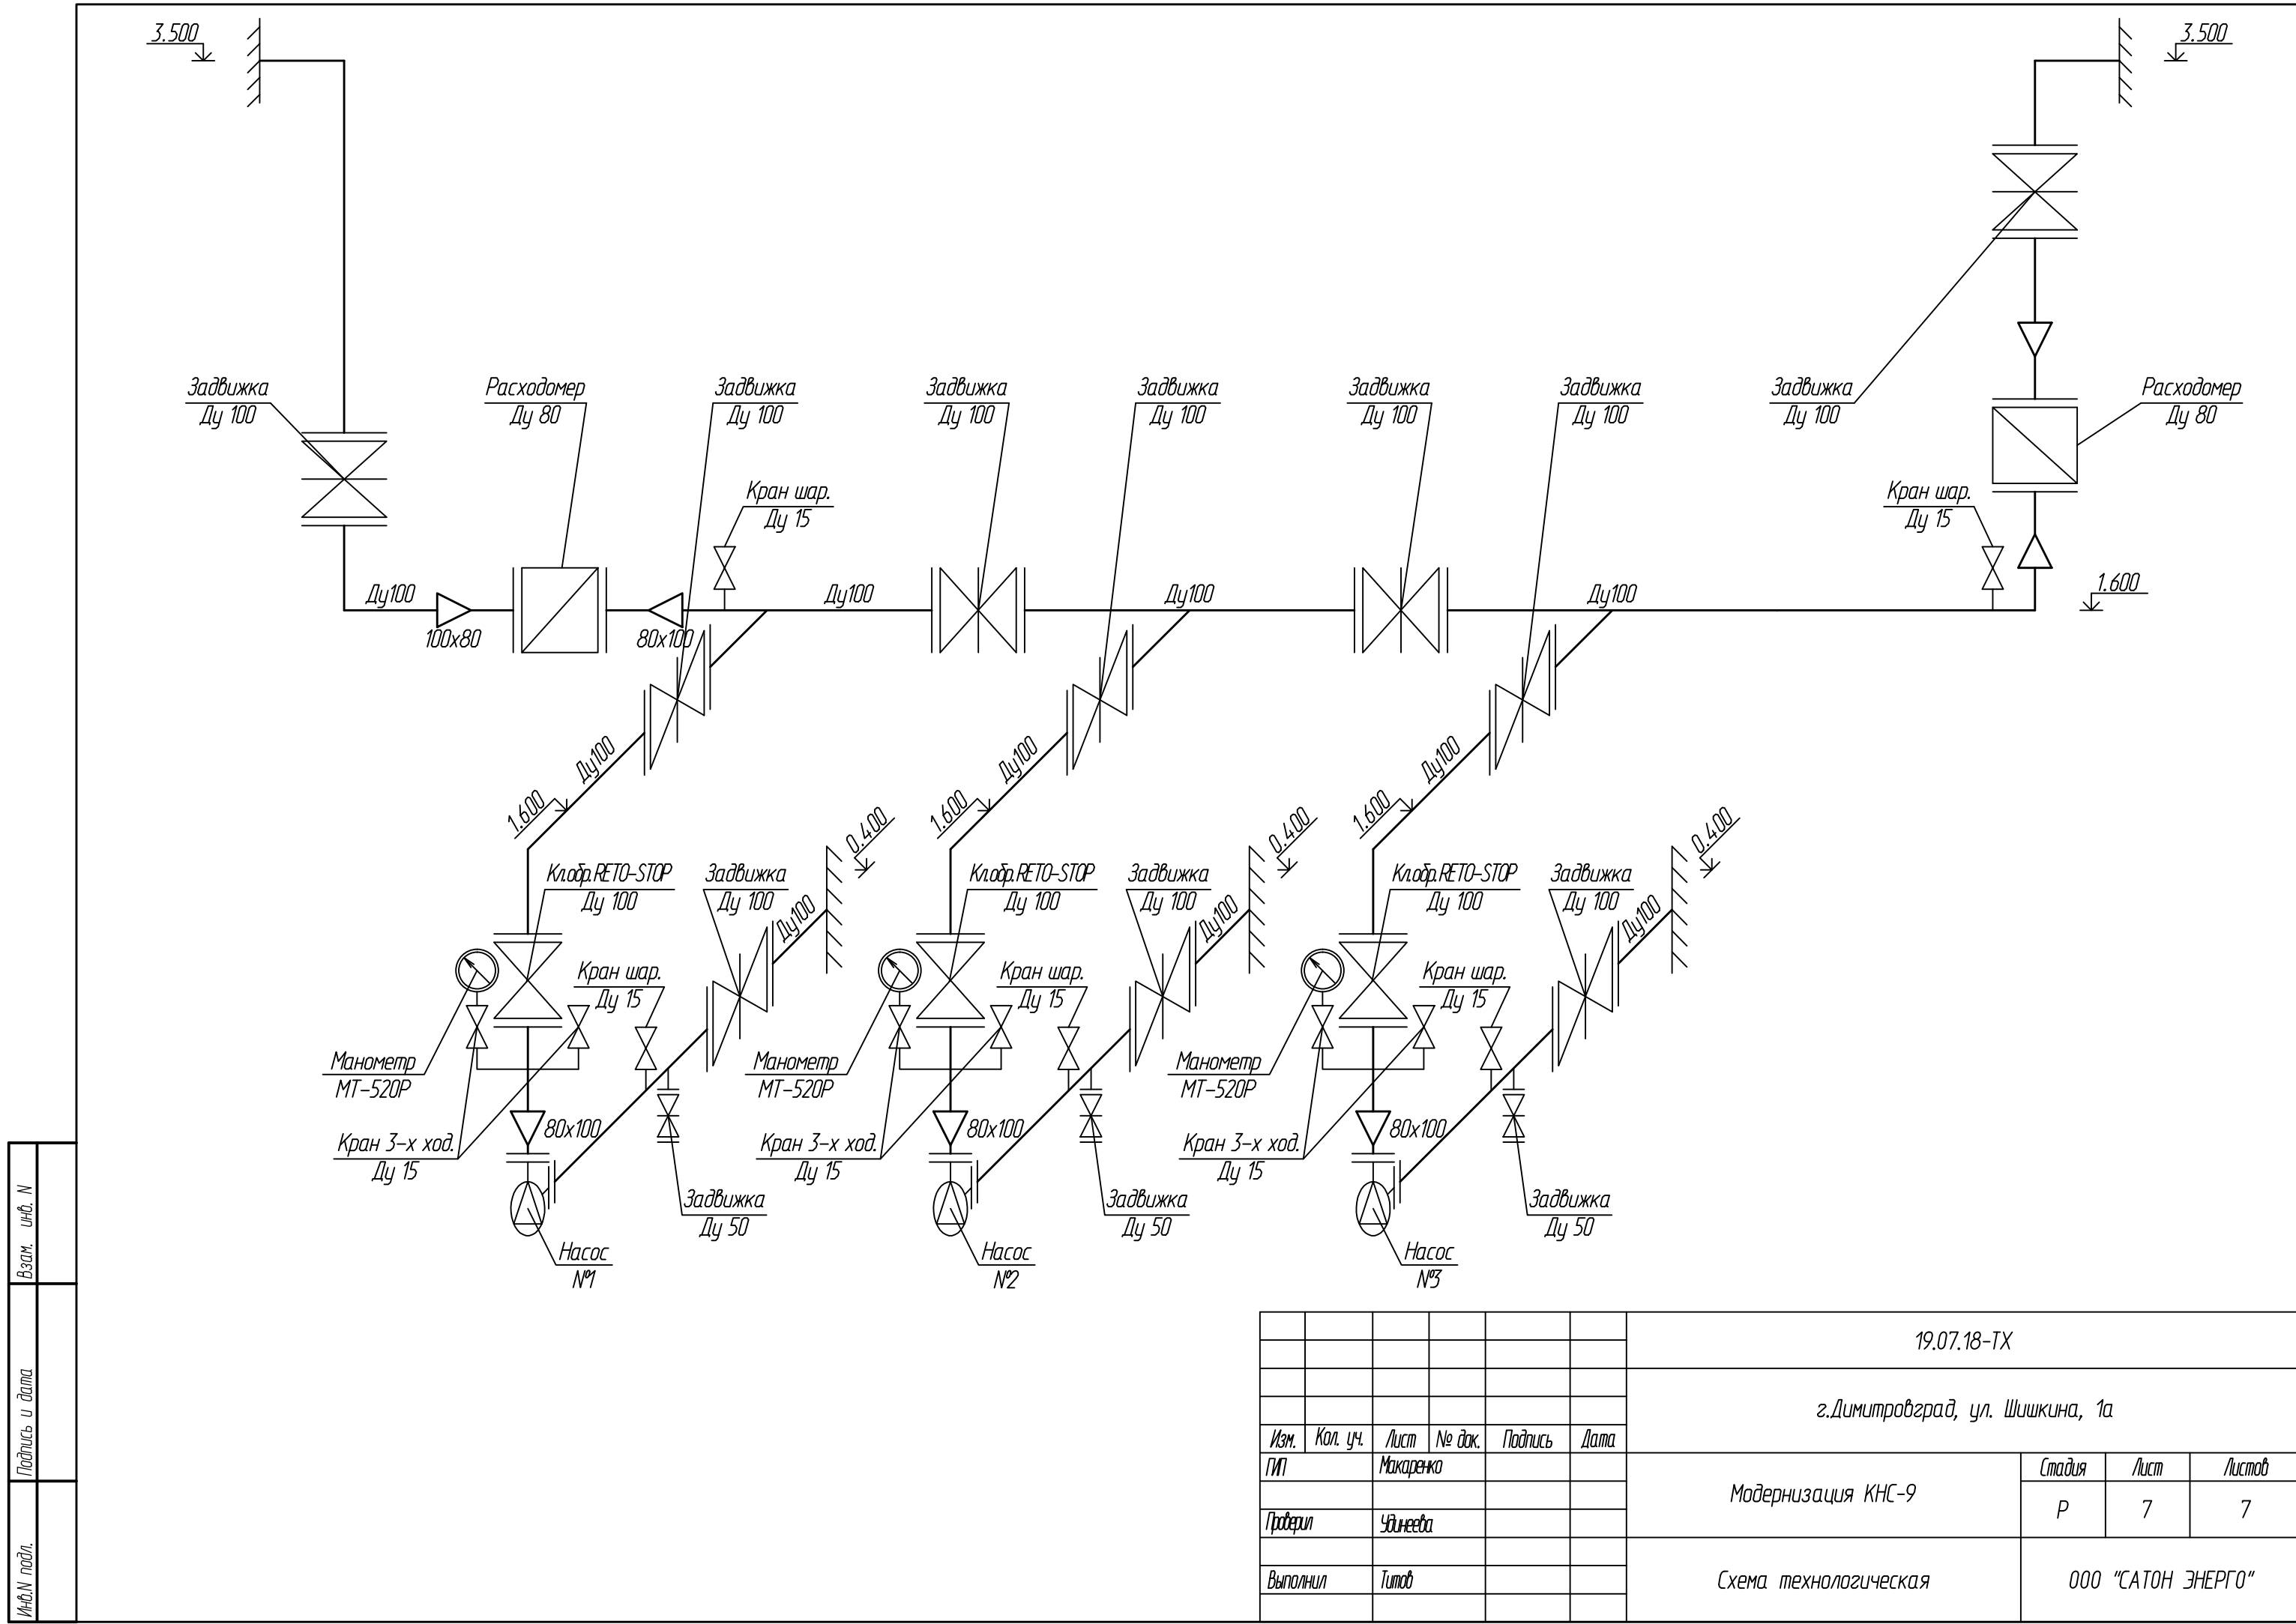 3.500
3.500
Задвижка
Ду 100
Расходомер
Ду 80
Задвижка
Ду 100
Задвижка
Ду 100
Задвижка
Ду 100
Задвижка
Ду 100
Задвижка
Ду 100
Задвижка
Ду 100
Расходомер
Ду 80
Кран шар.
Ду 15
Кран шар.
Ду 15
Ду100
Ду100
Ду100
Ду100
1.600
100х80
80х100
Ду100
Ду100
Ду100
1.600
1.600
1.600
0.400
0.400
0.400
Кл.обр.RETO-STOP
Ду 100
Задвижка
Ду 100
Ду100
Кл.обр.RETO-STOP
Ду 100
Задвижка
Ду 100
Ду100
Кл.обр.RETO-STOP
Ду 100
Задвижка
Ду 100
Ду100
Кран шар.
Ду 15
Кран шар.
Ду 15
Кран шар.
Ду 15
Манометр
МТ-520Р
Манометр
МТ-520Р
Манометр
МТ-520Р
80х100
80х100
80х100
Кран 3-х ход.
Ду 15
Кран 3-х ход.
Ду 15
Кран 3-х ход.
Ду 15
Задвижка
Ду 50
Задвижка
Ду 50
Задвижка
Ду 50
Насос
№1
Насос
№2
Насос
№3
Взам. инв. N
Подпись и дата
Инв.N подл.
19.07.18-ТХ
г.Димитровград, ул. Шишкина, 1а
Изм. Кол. уч. Лист № док. Подпись Дата
ГИП Макаренко
Проверил Удинеева
Выполнил Титов
Модернизация КНС-9
Стадия Лист Листов
Р 7 7
Схема технологическая
ООО "САТОН ЭНЕРГО"